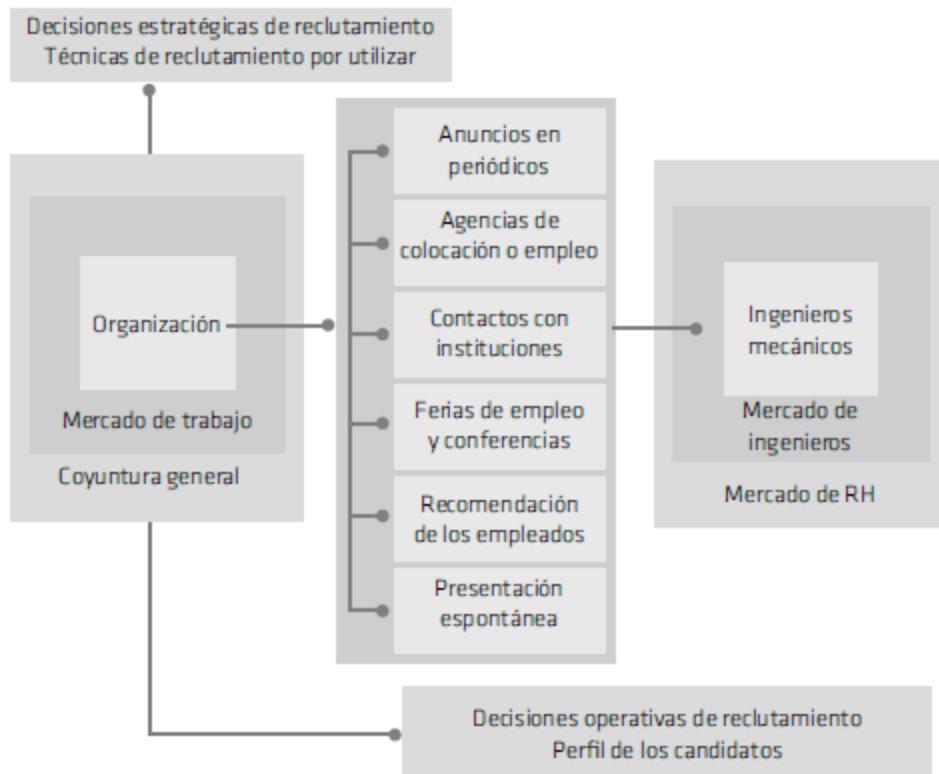 Decisiones estratégicas de reclutamiento
Técnicas de reclutamiento por utilizar
Organización
Mercado de trabajo
Coyuntura general
Anuncios en
periódicos
Agencias de
colocación o empleo
Contactos con
instituciones
Ferias de empleo
y conferencias
Recomendación
de los empleados
Presentación
espontánea
Ingenieros
mecánicos
Mercado de
ingenieros
Mercado de RH
Decisiones operativas de reclutamiento
Perfil de los candidatos